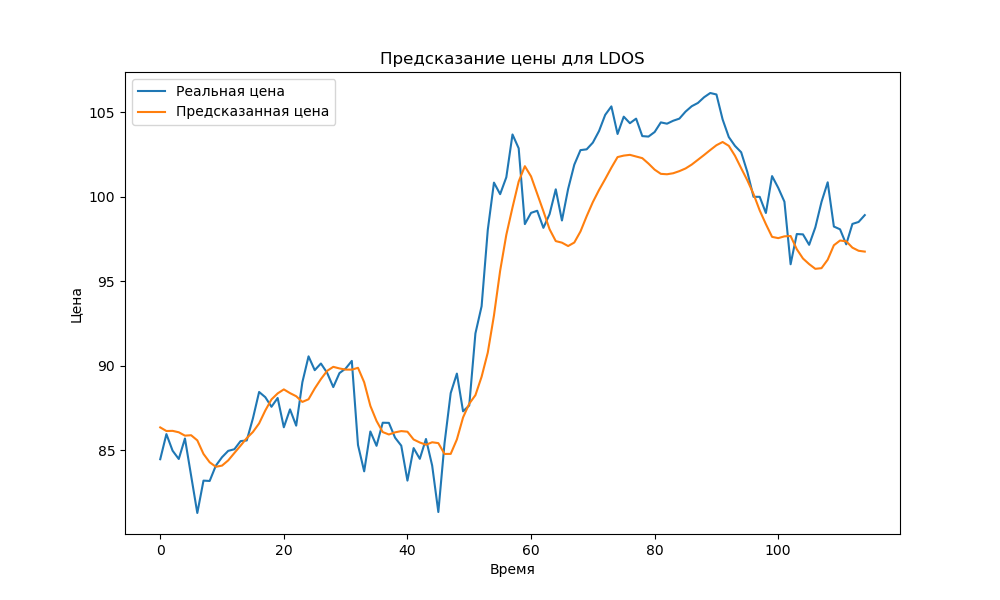 Предсказание цены для LDOS
Реальная цена
Предсказанная цена
105
100
95
90
85
Цена
0 20 40 60 80 100
Время